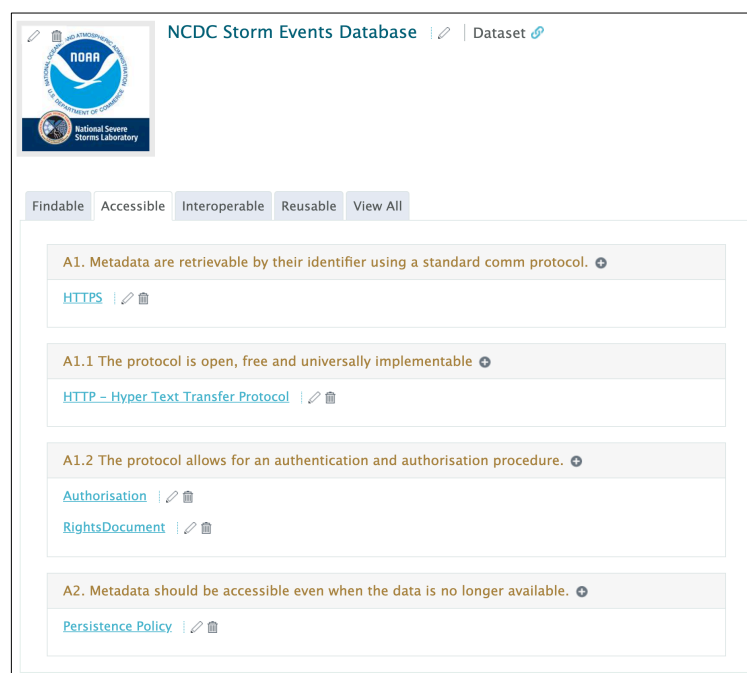 NCDC Storm Events Database
Dataset
NATIONAL OCEANIC AND ATMOSPHERIC ADMINISTRATION
NOAA
U.S. DEPARTMENT OF COMMERCE
National Severe
Storms Laboratory
Findable Accessible Interoperable Reusable View All
A1. Metadata are retrievable by their identifier using a standard comm protocol.
HTTPS
A1.1 The protocol is open, free and universally implementable
HTTP – Hyper Text Transfer Protocol
A1.2 The protocol allows for an authentication and authorisation procedure.
Authorisation
RightsDocument
A2. Metadata should be accessible even when the data is no longer available.
Persistence Policy